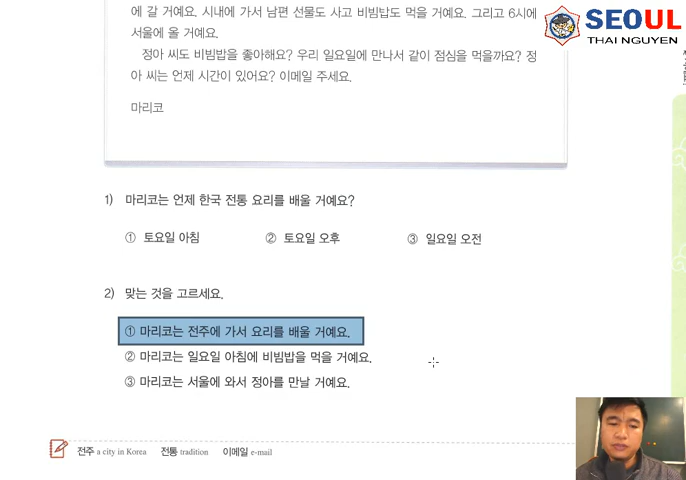 에 갈 거예요. 시내에 가서 남편 선물도 사고 비빔밥도 먹을 거예요. 그리고 6시에
서울에 올 거예요.
정아 씨도 비빔밥을 좋아해요? 우리 일요일에 만나서 같이 점심을 먹을까요? 정
아 씨는 언제 시간이 있어요? 이메일 주세요.
마리코
SEOUL
THAI NGUYEN
1) 마리코는 언제 한국 전통 요리를 배울 거예요?
① 토요일 아침 ② 토요일 오후 ③ 일요일 오전
2) 맞는 것을 고르세요.
① 마리코는 전주에 가서 요리를 배울 거예요.
② 마리코는 일요일 아침에 비빔밥을 먹을 거예요.
③ 마리코는 서울에 와서 정아를 만날 거예요.
전주 a city in Korea 전통 tradition 이메일 e-mail